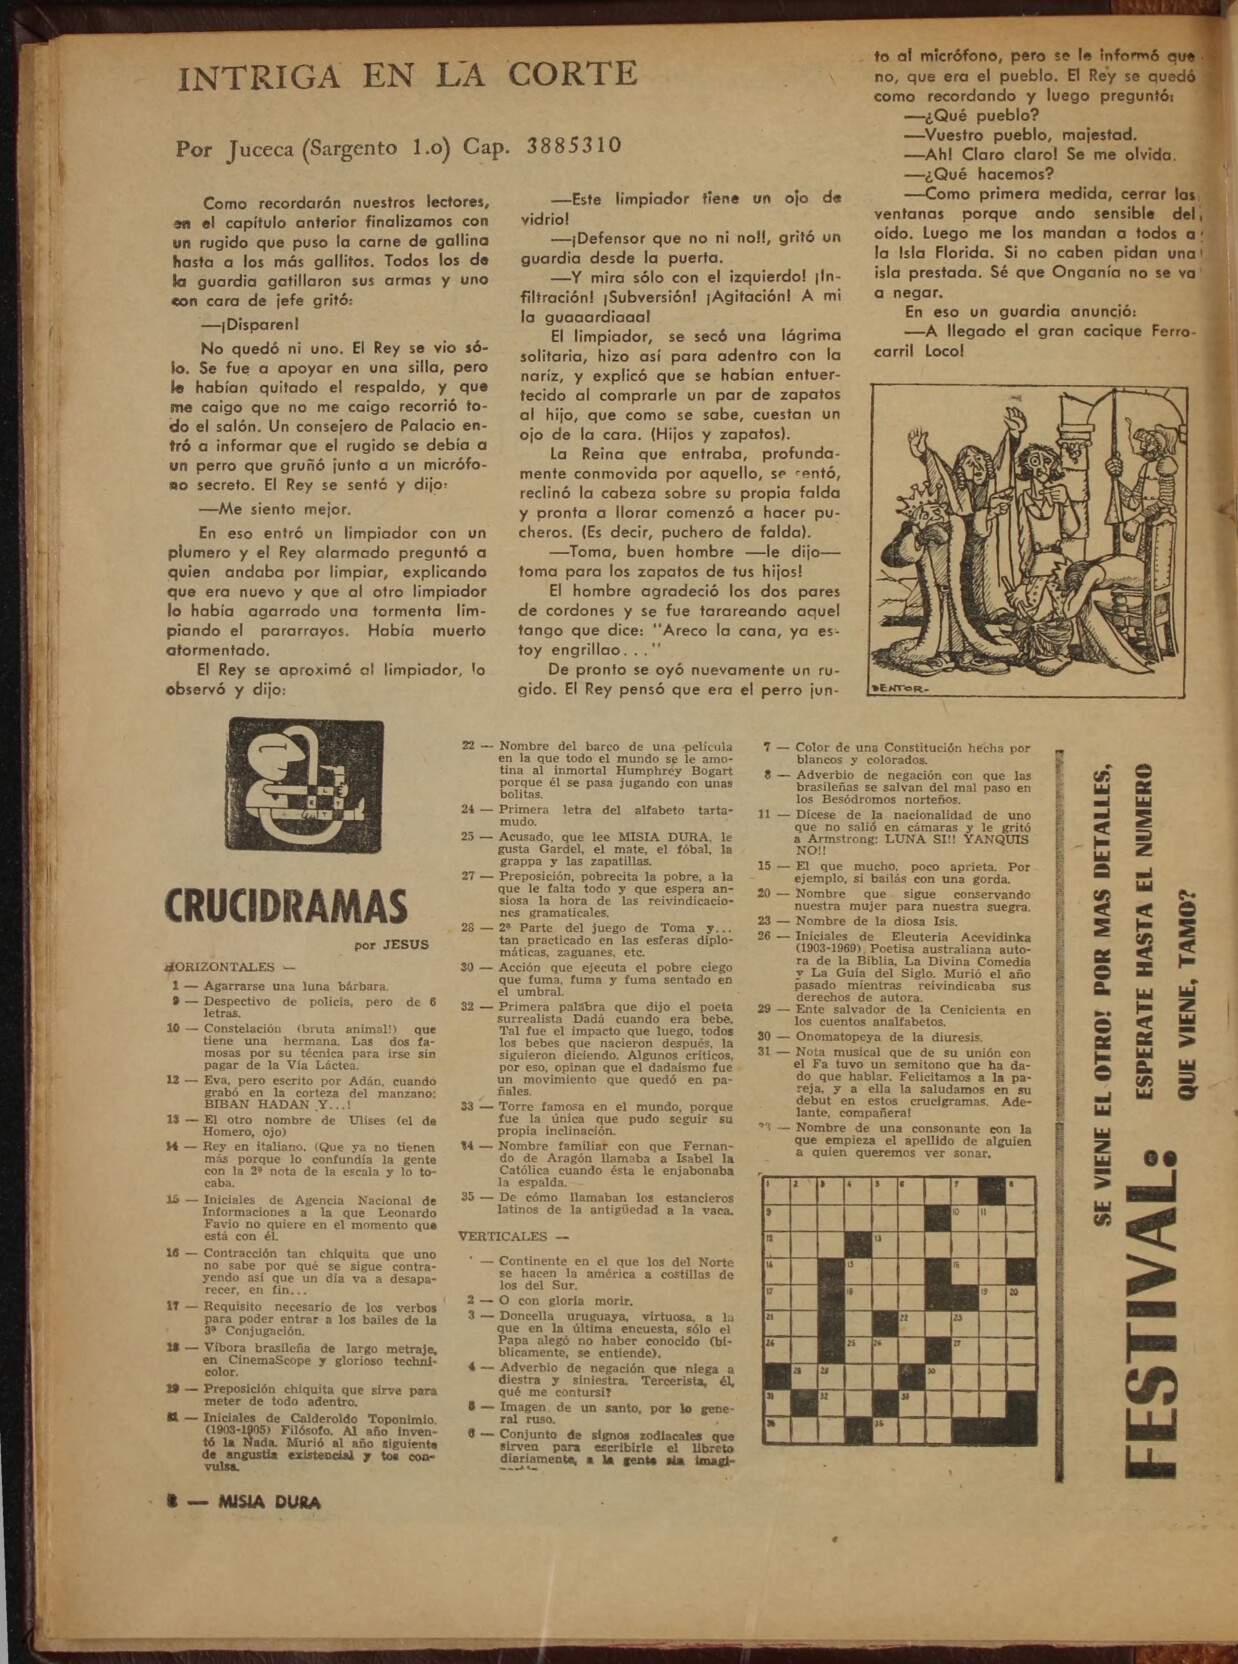 INTRIGA EN LA CORTE
Por Juceca (Sargento 1.o) Cap. 3885310
Como recordarán nuestros lectores,
en el capítulo anterior finalizamos con
un rugido que puso la carne de gallina
hasta a los más gallitos. Todos los de
la guardia gatillaron sus armas y uno
con cara de jefe gritó:
—¡Disparen!
No quedó ni uno. El Rey se vio só-
lo. Se fue a apoyar en una silla, pero
le habían quitado el respaldo, y que
me caigo que no me caigo recorrió to-
do el salón. Un consejero de Palacio en-
tró a informar que el rugido se debía a
un perro que gruñó junto a un micrófo-
no secreto. El Rey se sentó y dijo:
—Me siento mejor.
En eso entró un limpiador con un
plumero y el Rey alarmado preguntó a
quien andaba por limpiar, explicando
que era nuevo y que al otro limpiador
lo había agarrado una tormenta lim-
piando el pararrayos. Había muerto
atormentado.
El Rey se aproximó al limpiador, lo
observó y dijo:
—Este limpiador tiene un ojo de
vidrio!
—¡Defensor que no ni no!!, gritó un
guardia desde la puerta.
—Y mira sólo con el izquierdo! ¡In-
filtración! ¡Subversión! ¡Agitación! A mi
la guaaardiaaa!
El limpiador, se secó una lágrima
solitaria, hizo así para adentro con la
naríz, y explicó que se habían entuer-
tecido al comprarle un par de zapatos
al hijo, que como se sabe, cuestan un
ojo de la cara. (Hijos y zapatos).
La Reina que entraba, profunda-
mente conmovida por aquello, se sentó,
reclinó la cabeza sobre su propia falda
y pronta a llorar comenzó a hacer pu-
cheros. (Es decir, puchero de falda).
—Toma, buen hombre —le dijo—
toma para los zapatos de tus hijos!
El hombre agradeció los dos pares
de cordones y se fue tarareando aquel
tango que dice: "Areco la cana, ya es-
toy engrillao..."
De pronto se oyó nuevamente un ru-
gido. El Rey pensó que era el perro jun-
to al micrófono, pero se le informó que
no, que era el pueblo. El Rey se quedó
como recordando y luego preguntó:
—¿Qué pueblo?
—Vuestro pueblo, majestad.
—Ah! Claro claro! Se me olvida.
—¿Qué hacemos?
—Como primera medida, cerrar las
ventanas porque ando sensible del
oído. Luego me los mandan a todos a
la Isla Florida. Si no caben pidan una
isla prestada. Sé que Onganía no se va
a negar.
En eso un guardia anunció:
—A llegado el gran cacique Ferro-
carril Loco!
DENTOR-
CRUCIDRAMAS
por JESUS
HORIZONTALES —
1 — Agarrarse una luna bárbara.
9 — Despectivo de policía, pero de 6
letras.
10 — Constelación (bruta animal!) que
tiene una hermana. Las dos fa-
mosas por su técnica para irse sin
pagar de la Vía Láctea.
12 — Eva, pero escrito por Adán, cuando
grabó en la corteza del manzano:
BIBAN HADAN Y...!
13 — El otro nombre de Ulises (el de
Homero, ojo)
14 — Rey en italiano. (Que ya no tienen
más porque lo confundía la gente
con la 2ª nota de la escala y lo to-
caba.
15 — Iniciales de Agencia Nacional de
Informaciones a la que Leonardo
Favio no quiere en el momento que
está con él.
16 — Contracción tan chiquita que uno
no sabe por qué se sigue contra-
yendo así que un día va a desapa-
recer, en fin...
17 — Requisito necesario de los verbos
para poder entrar a los bailes de la
3ª Conjugación.
18 — Víbora brasileña de largo metraje,
en CinemaScope y glorioso techni-
color.
19 — Preposición chiquita que sirve para
meter de todo adentro.
21 — Iniciales de Calderoldo Toponimio.
(1903-1905) Filósofo. Al año inven-
tó la Nada. Murió al año siguiente
de angustia existencial y tos con-
vulsa.
22 — Nombre del barco de una película
en la que todo el mundo se le amo-
tina al inmortal Humphrey Bogart
porque él se pasa jugando con unas
bolitas.
24 — Primera letra del alfabeto tarta-
mudo.
25 — Acusado, que lee MISIA DURA, le
gusta Gardel, el mate, el fóbal, la
grappa y las zapatillas.
27 — Preposición, pobrecita la pobre, a la
que le falta todo y que espera an-
siosa la hora de las reivindicacio-
nes gramaticales.
28 — 2ª Parte del juego de Toma y...
tan practicado en las esferas diplo-
máticas, zaguanes, etc.
30 — Acción que ejecuta el pobre ciego
que fuma, fuma y fuma sentado en
el umbral.
32 — Primera palabra que dijo el poeta
surrealista Dadá cuando era bebe.
Tal fue el impacto que luego, todos
los bebes que nacieron después, la
siguieron diciendo. Algunos críticos,
por eso, opinan que el dadaísmo fue
un movimiento que quedó en pa-
ñales.
33 — Torre famosa en el mundo, porque
fue la única que pudo seguir su
propia inclinación.
34 — Nombre familiar con que Fernan-
do de Aragón llamaba a Isabel la
Católica cuando ésta le enjabonaba
la espalda.
35 — De cómo llamaban los estancieros
latinos de la antigüedad a la vaca.
VERTICALES —
— Continente en el que los del Norte
se hacen la américa a costillas de
los del Sur.
2 — O con gloria morir.
3 — Doncella uruguaya, virtuosa, a la
que en la última encuesta, sólo el
Papa alegó no haber conocido (bí-
blicamente, se entiende).
4 — Adverbio de negación que niega a
diestra y siniestra. Tercerista, él,
qué me contursi?
5 — Imagen de un santo, por lo gene-
ral ruso.
6 — Conjunto de signos zodiacales que
sirven para escribirle el libreto
diariamente, a la gente sin imagi-
7 — Color de una Constitución hecha por
blancos y colorados.
8 — Adverbio de negación con que las
brasileñas se salvan del mal paso en
los Besódromos norteños.
11 — Dícese de la nacionalidad de uno
que no salió en cámaras y le gritó
a Armstrong: LUNA SI!! YANQUIS
NO!!
15 — El que mucho, poco aprieta. Por
ejemplo, si bailás con una gorda.
20 — Nombre que sigue conservando
nuestra mujer para nuestra suegra.
23 — Nombre de la diosa Isis.
26 — Iniciales de Eleuteria Acevidinka
(1903-1969) Poetisa australiana auto-
ra de la Biblia, La Divina Comedia
y La Guía del Siglo. Murió el año
pasado mientras reivindicaba sus
derechos de autora.
29 — Ente salvador de la Cenicienta en
los cuentos analfabetos.
30 — Onomatopeya de la diuresis.
31 — Nota musical que de su unión con
el Fa tuvo un semitono que ha da-
do que hablar. Felicitamos a la pa-
reja, y a ella la saludamos en su
debut en estos crucigramas. Ade-
lante, compañera!
— Nombre de una consonante con la
que empieza el apellido de alguien
a quien queremos ver sonar.
1 2 3 4 5 6 7 8
9 10 11
12 13
14 15 16
17 18 19 20
21 22 23
24 25 26 27
28 29 30
31 32 33
34 35
FESTIVAL:
SE VIENE EL OTRO! POR MAS DETALLES,
ESPERATE HASTA EL NUMERO
QUE VIENE, TAMO?
— MISIA DURA